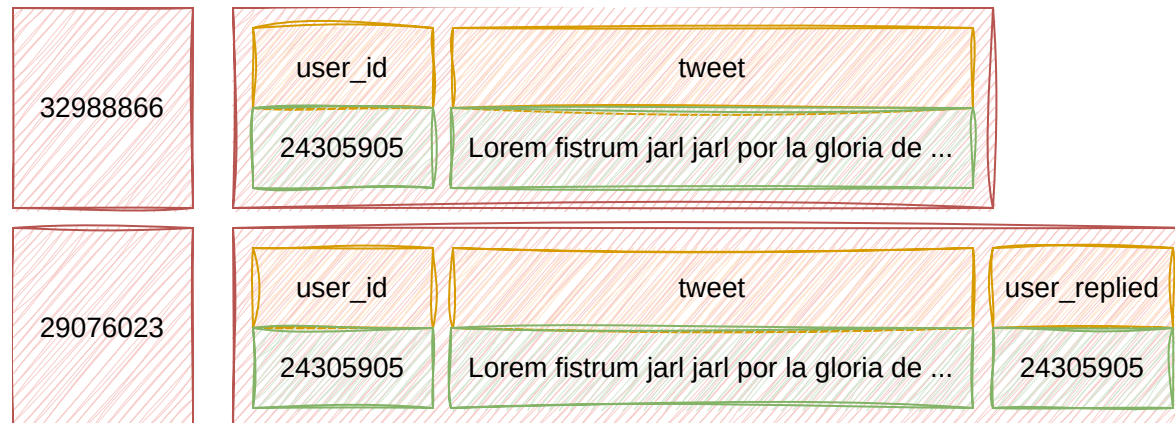 user_id tweet
32988866
24305905 Lorem fistrum jarl jarl por la gloria de ...
user_id tweet user_replied
29076023
24305905 Lorem fistrum jarl jarl por la gloria de ... 24305905